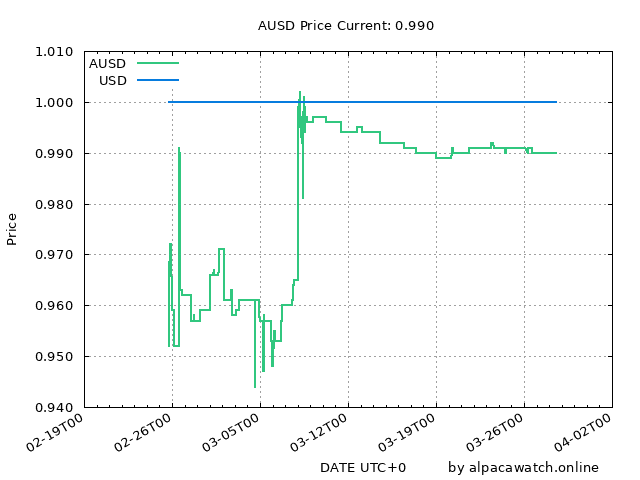 AUSD Price Current: 0.990
1.010
AUSD
USD
1.000
0.990
0.980
Price
0.970
0.960
0.950
0.940
02-19T00 02-26T00 03-05T00 03-12T00 03-19T00 03-26T00 04-02T00
DATE UTC+0 by alpacawatch.online